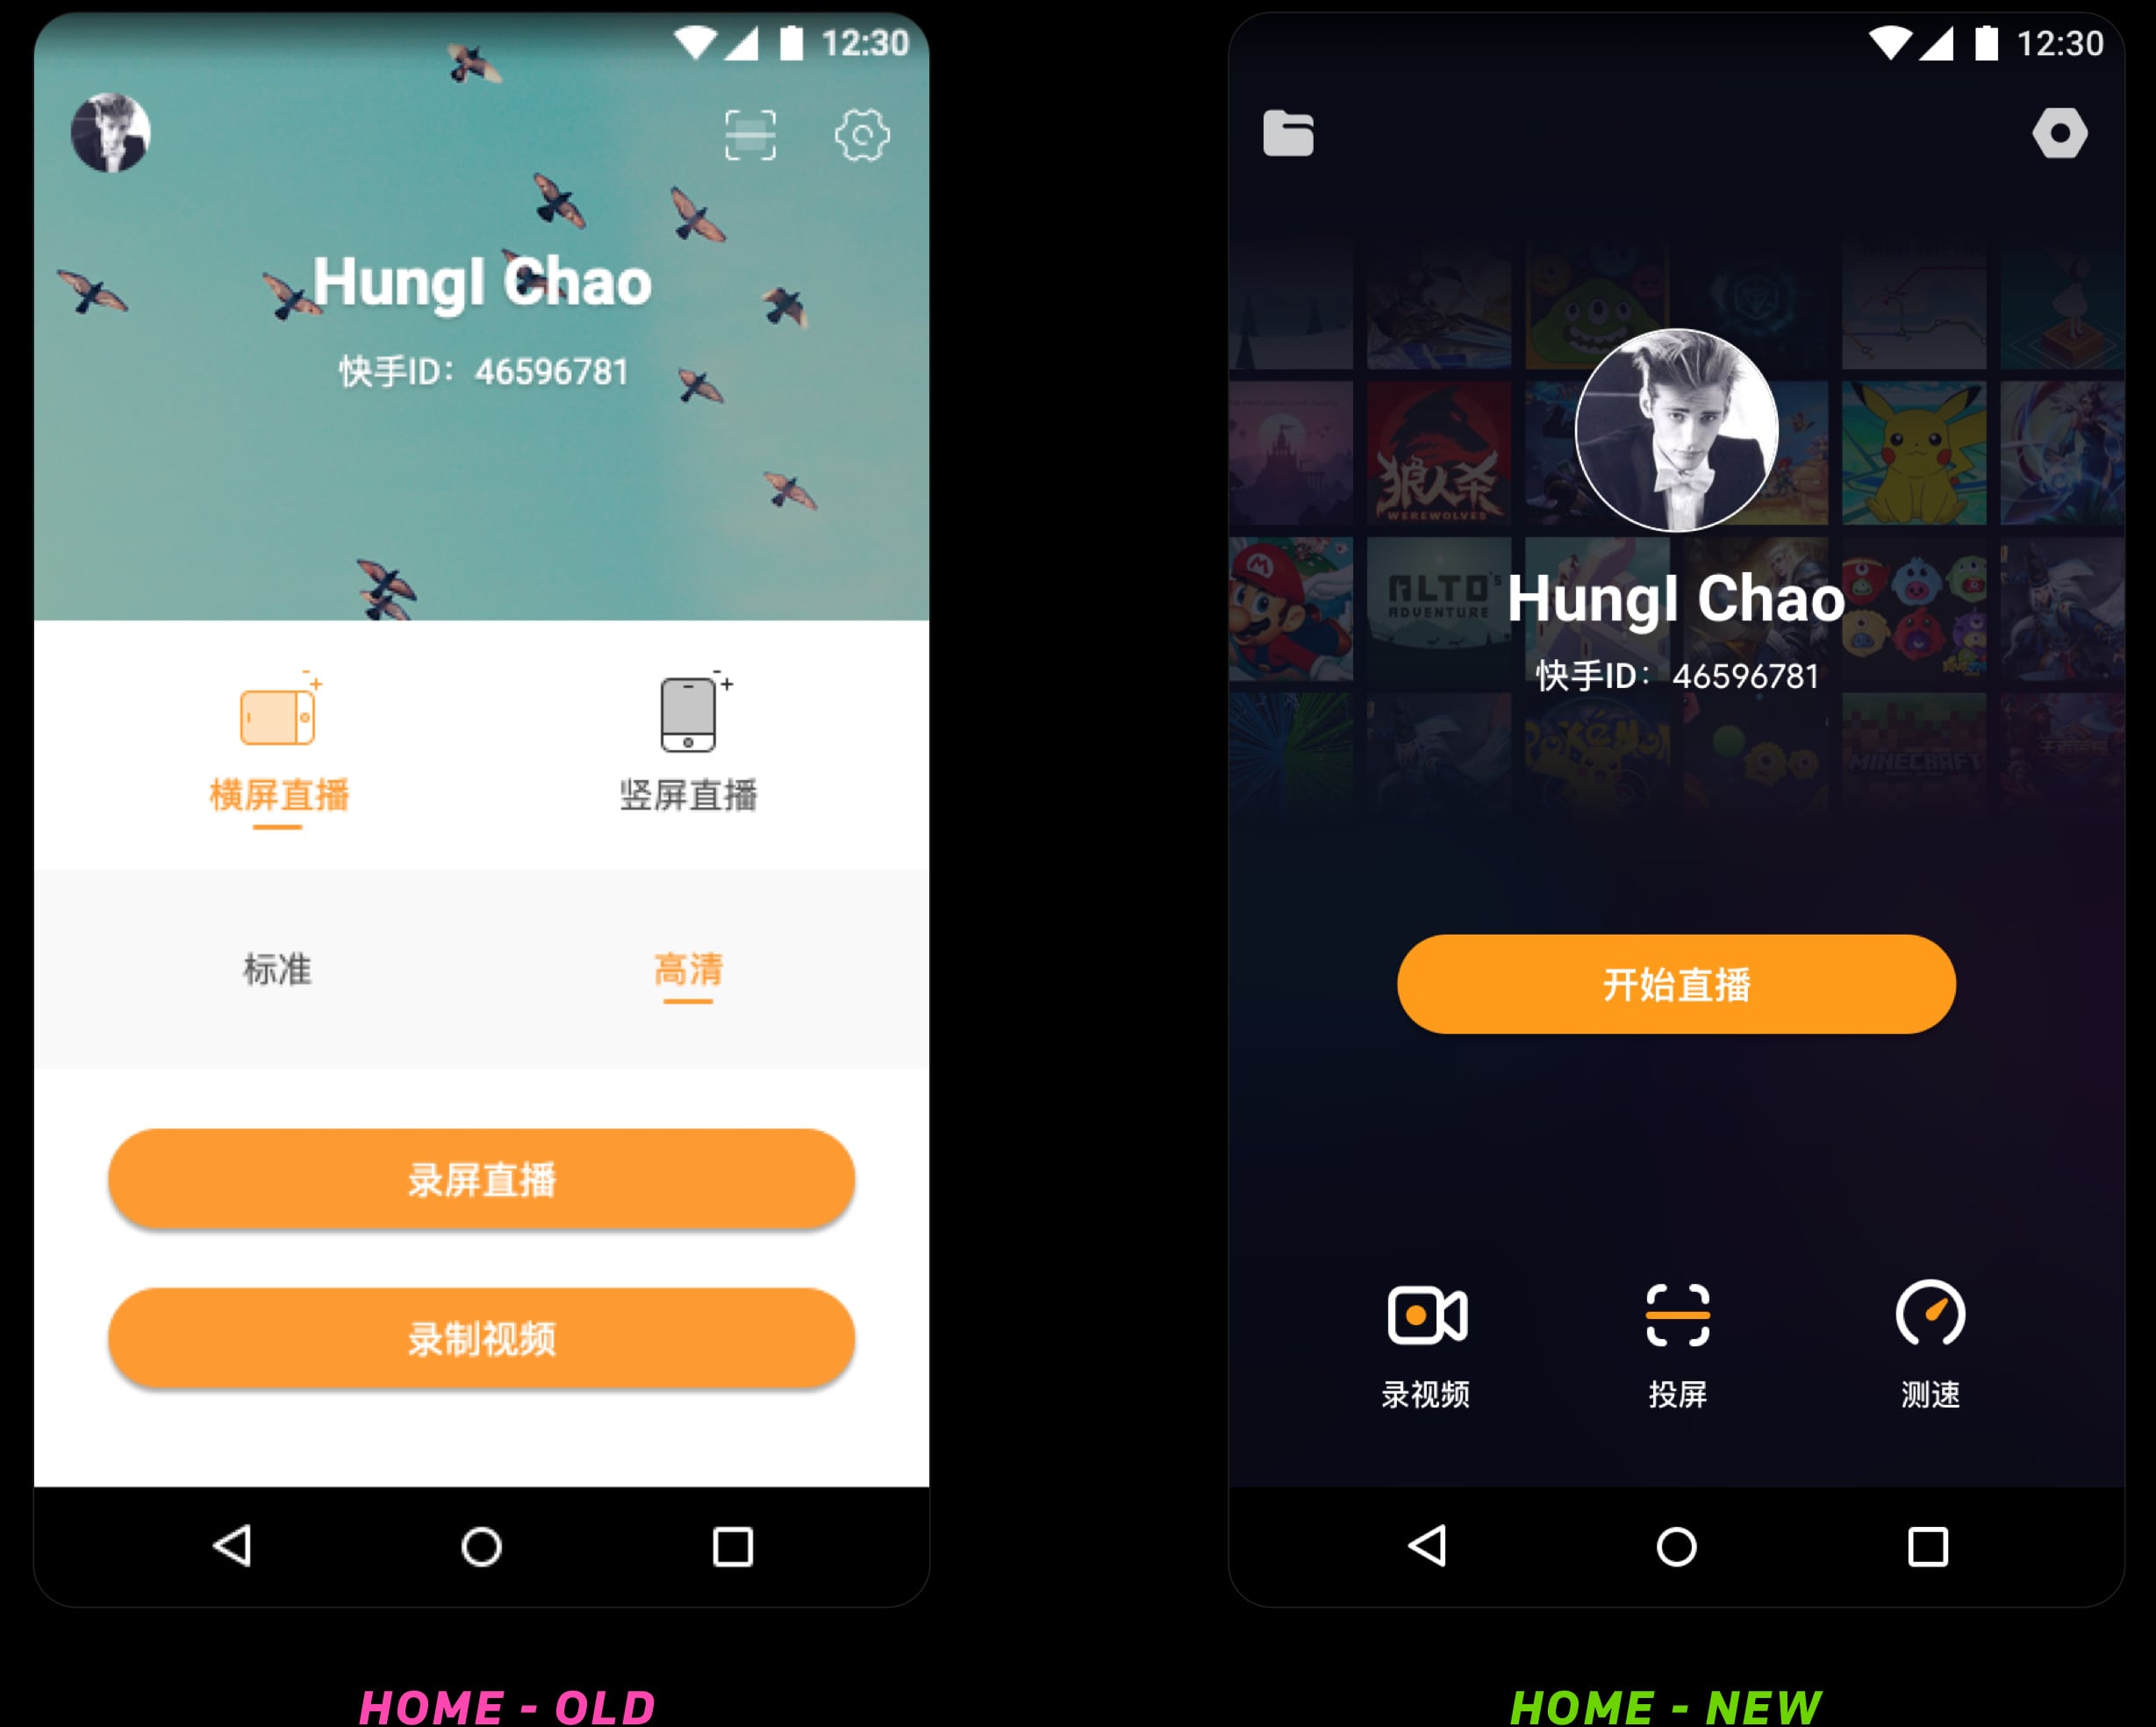 12:30
HungI Chao
快手ID：46596781
横屏直播
竖屏直播
标准
高清
录屏直播
录制视频
HOME - OLD
12:30
狼人杀
WEREWOLVES
M
ALTO'S
ADVENTURE
HungI Chao
快手ID：46596781
POKéMON
MINECRAFT
开始直播
录视频
投屏
测速
HOME - NEW